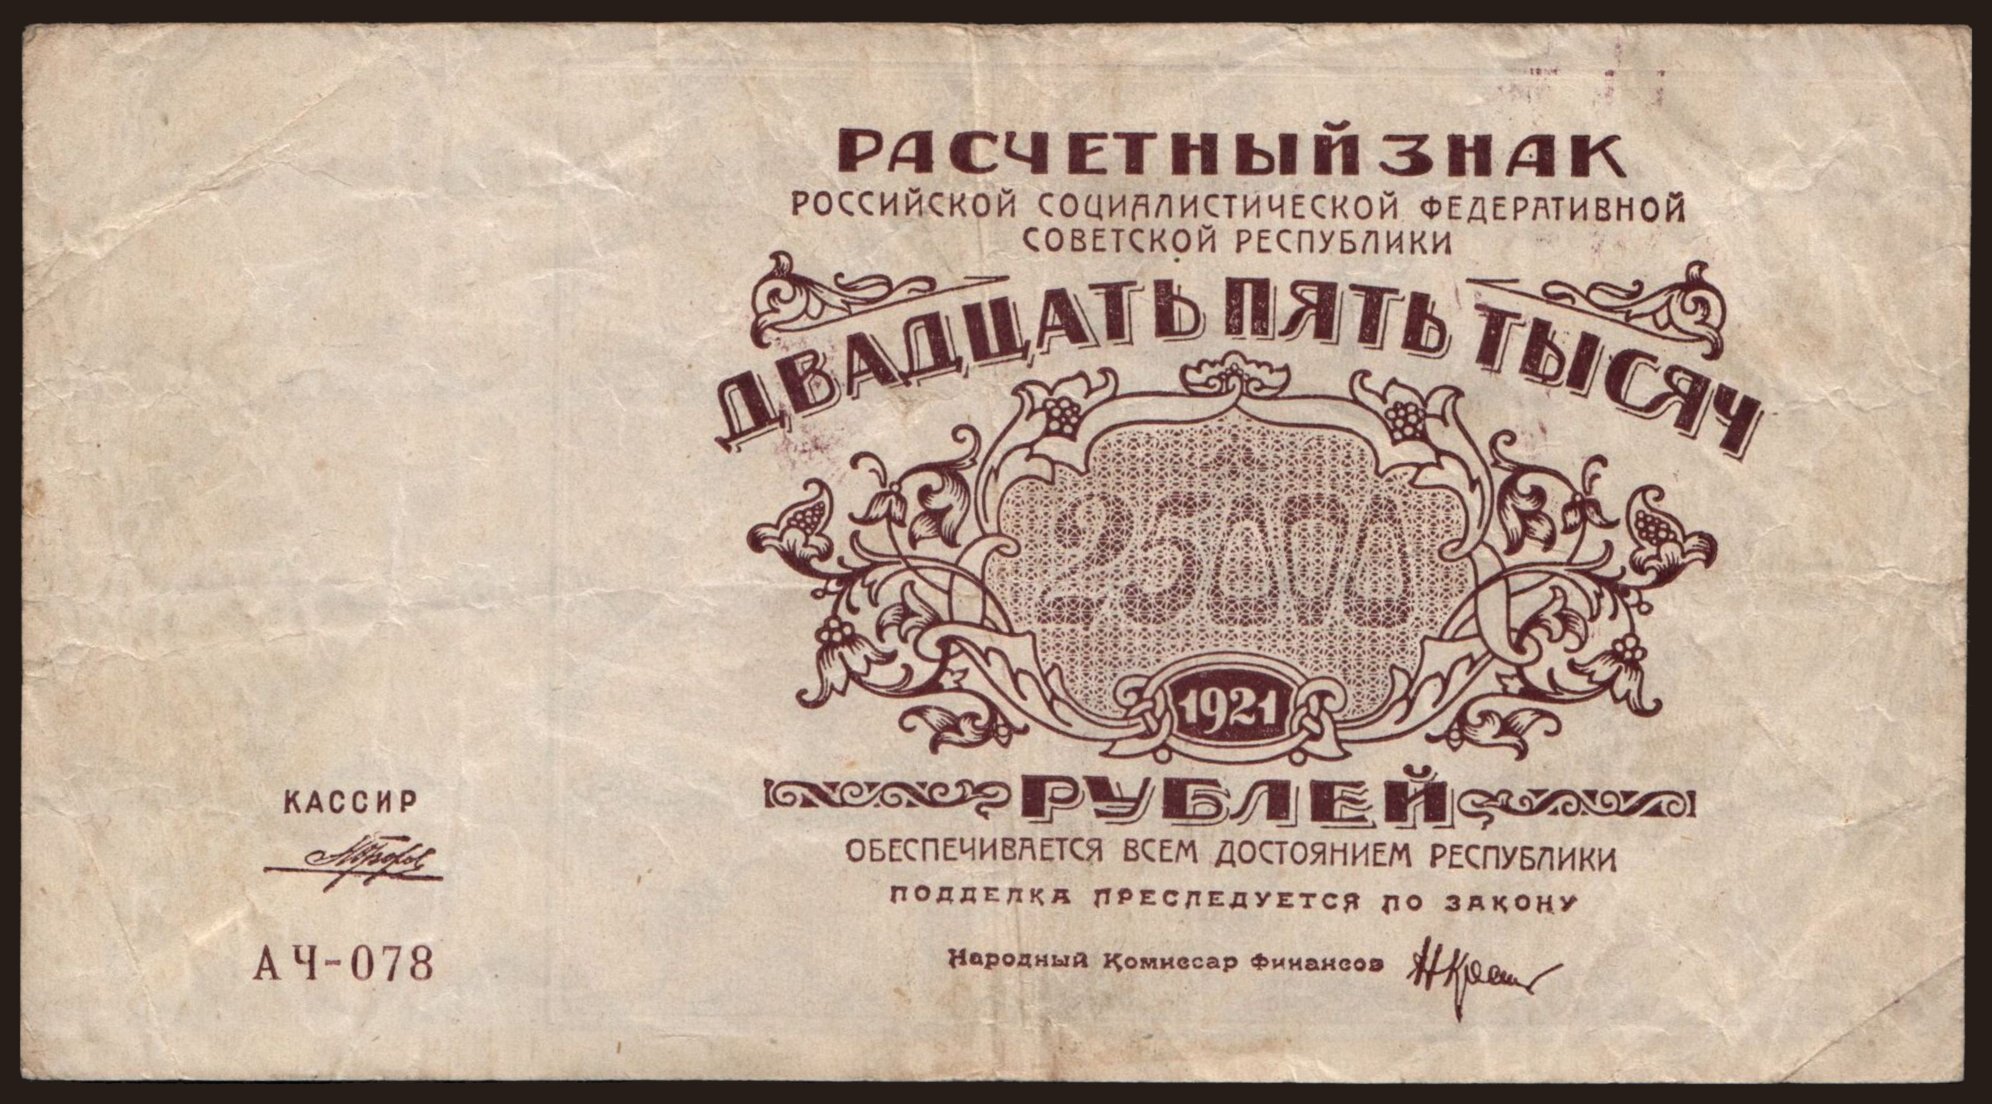 РАСЧЕТНЫЙ ЗНАК
РОССИЙСКОЙ СОЦИАЛИСТИЧЕСКОЙ ФЕДЕРАТИВНОЙ
СОВЕТСКОЙ РЕСПУБЛИКИ
ДВАДЦАТЬ ПЯТЬ ТЫСЯЧ
25000
1921
РУБЛЕЙ
ОБЕСПЕЧИВАЕТСЯ ВСЕМ ДОСТОЯНИЕМ РЕСПУБЛИКИ
ПОДДЕЛКА ПРЕСЛЕДУЕТСЯ ПО ЗАКОНУ
Народный Комиссар Финансов
КАССИР
АЧ-078